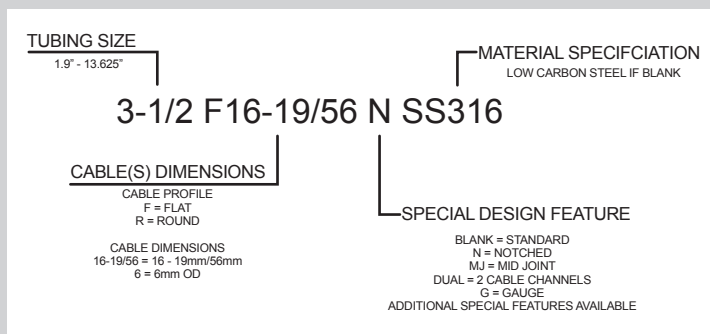 TUBING SIZE
1.9" - 13.625"
MATERIAL SPECIFCIATION
LOW CARBON STEEL IF BLANK
3-1/2 F16-19/56 N SS316
CABLE(S) DIMENSIONS
CABLE PROFILE
F = FLAT
R = ROUND
CABLE DIMENSIONS
16-19/56 = 16 - 19mm/56mm
6 = 6mm OD
SPECIAL DESIGN FEATURE
BLANK = STANDARD
N = NOTCHED
MJ = MID JOINT
DUAL = 2 CABLE CHANNELS
G = GAUGE
ADDITIONAL SPECIAL FEATURES AVAILABLE